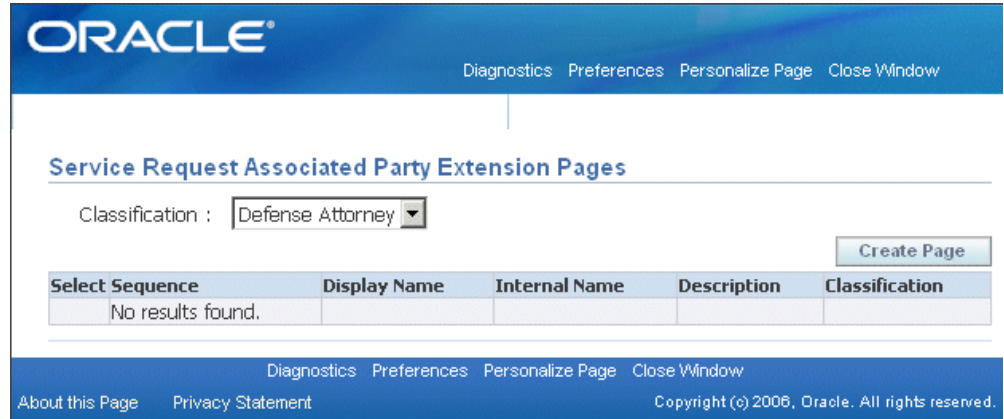 ORACLE®
Diagnostics Preferences Personalize Page Close Window
Service Request Associated Party Extension Pages
Classification : Defense Attorney
Create Page
Select Sequence Display Name Internal Name Description Classification
No results found.
Diagnostics Preferences Personalize Page Close Window
About this Page Privacy Statement Copyright (c) 2006, Oracle. All rights reserved.